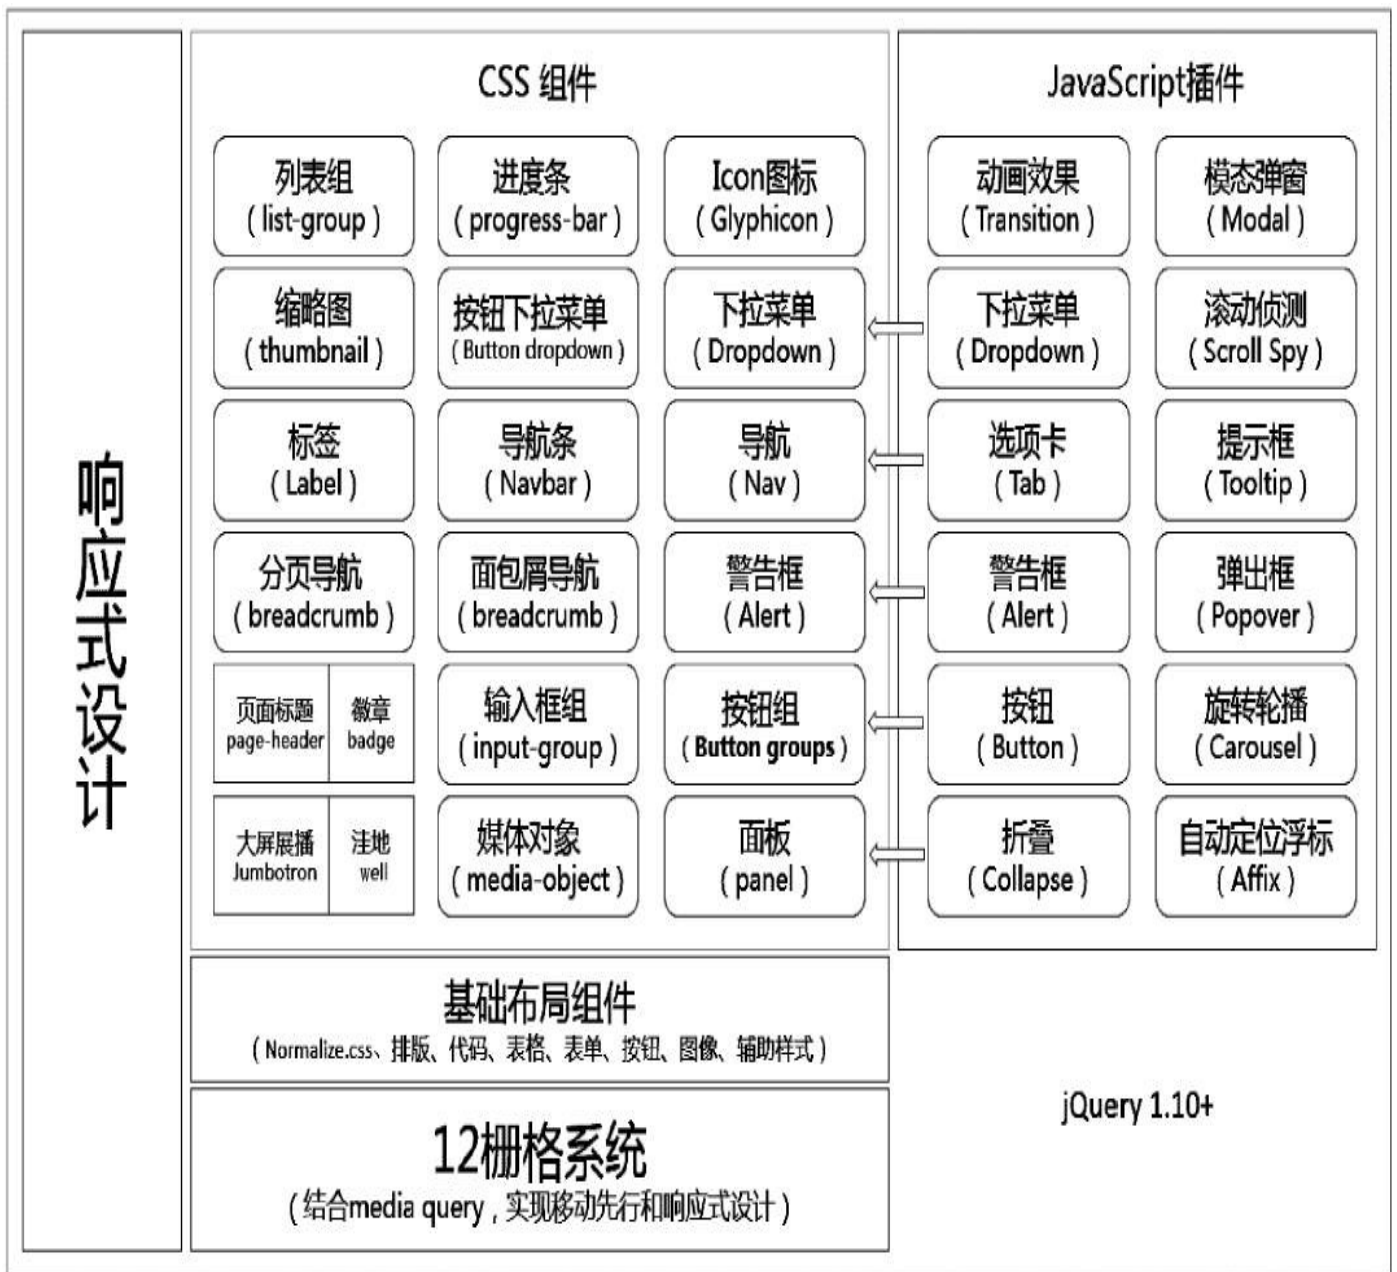 响应式设计
CSS 组件
列表组
(list-group)
进度条
(progress-bar)
Icon图标
(Glyphicon)
缩略图
(thumbnail)
按钮下拉菜单
(Button dropdown)
下拉菜单
(Dropdown)
标签
(Label)
导航条
(Navbar)
导航
(Nav)
分页导航
(breadcrumb)
面包屑导航
(breadcrumb)
警告框
(Alert)
页面标题
page-header
徽章
badge
输入框组
(input-group)
按钮组
(Button groups)
大屏展播
Jumbotron
洼地
well
媒体对象
(media-object)
面板
(panel)
JavaScript插件
动画效果
(Transition)
模态弹窗
(Modal)
下拉菜单
(Dropdown)
滚动侦测
(Scroll Spy)
选项卡
(Tab)
提示框
(Tooltip)
警告框
(Alert)
弹出框
(Popover)
按钮
(Button)
旋转轮播
(Carousel)
折叠
(Collapse)
自动定位浮标
(Affix)
基础布局组件
(Normalize.css、排版、代码、表格、表单、按钮、图像、辅助样式)
12栅格系统
(结合media query,实现移动先行和响应式设计)
jQuery 1.10+